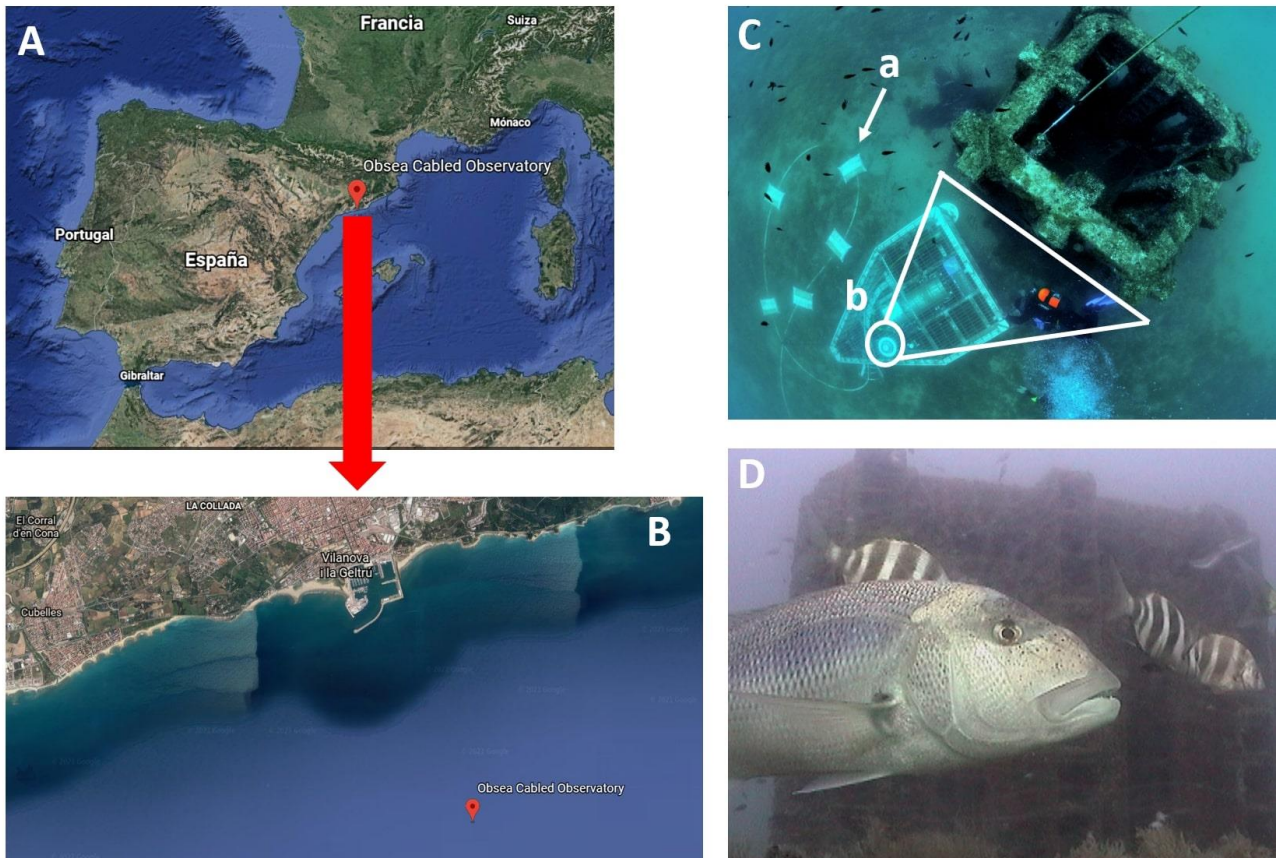 A
Francia
Suiza
Mónaco
Obsea Cabled Observatory
Portugal
España
Gibraltar
B
LA COLLADA
El Corral
d'en Cona
Vilanova
i la Geltrú
Cubelles
Obsea Cabled Observatory
C
a
b
D